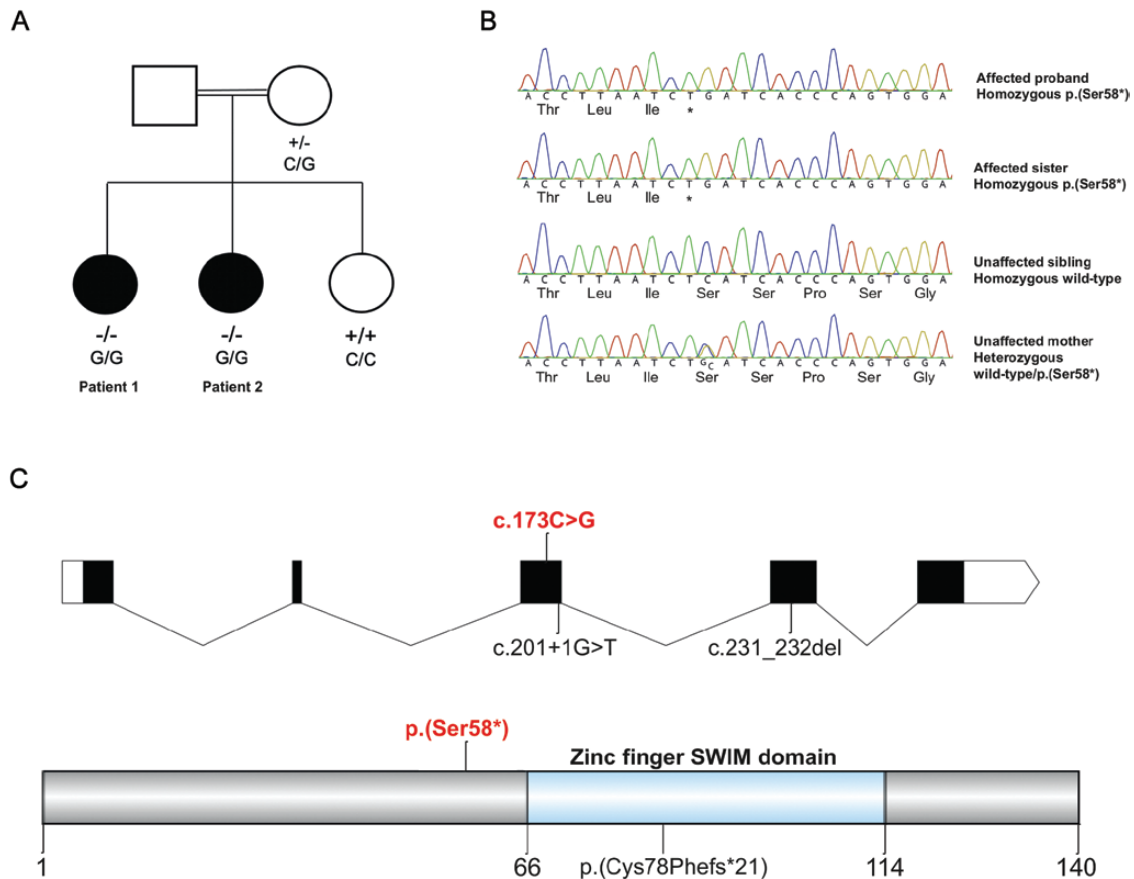 A
+/-
C/G
-/-
G/G
Patient 1
-/-
G/G
Patient 2
+/+
C/C
B
A C C T T A A T C T G A T C A C C C A G T G G A
Thr Leu Ile *
Affected proband
Homozygous p.(Ser58*)
A C C T T A A T C T G A T C A C C C A G T G G A
Thr Leu Ile *
Affected sister
Homozygous p.(Ser58*)
A C C T T A A T C T C A T C A C C C A G T G G A
Thr Leu Ile Ser Ser Pro Ser Gly
Unaffected sibling
Homozygous wild-type
A C C T T A A T C T G C A T C A C C C A G T G G A
Thr Leu Ile Ser Ser Pro Ser Gly
Unaffected mother
Heterozygous
wild-type/p.(Ser58*)
C
c.173C>G
c.201+1G>T
c.231_232del
p.(Ser58*)
Zinc finger SWIM domain
1
66
p.(Cys78Phefs*21)
114
140